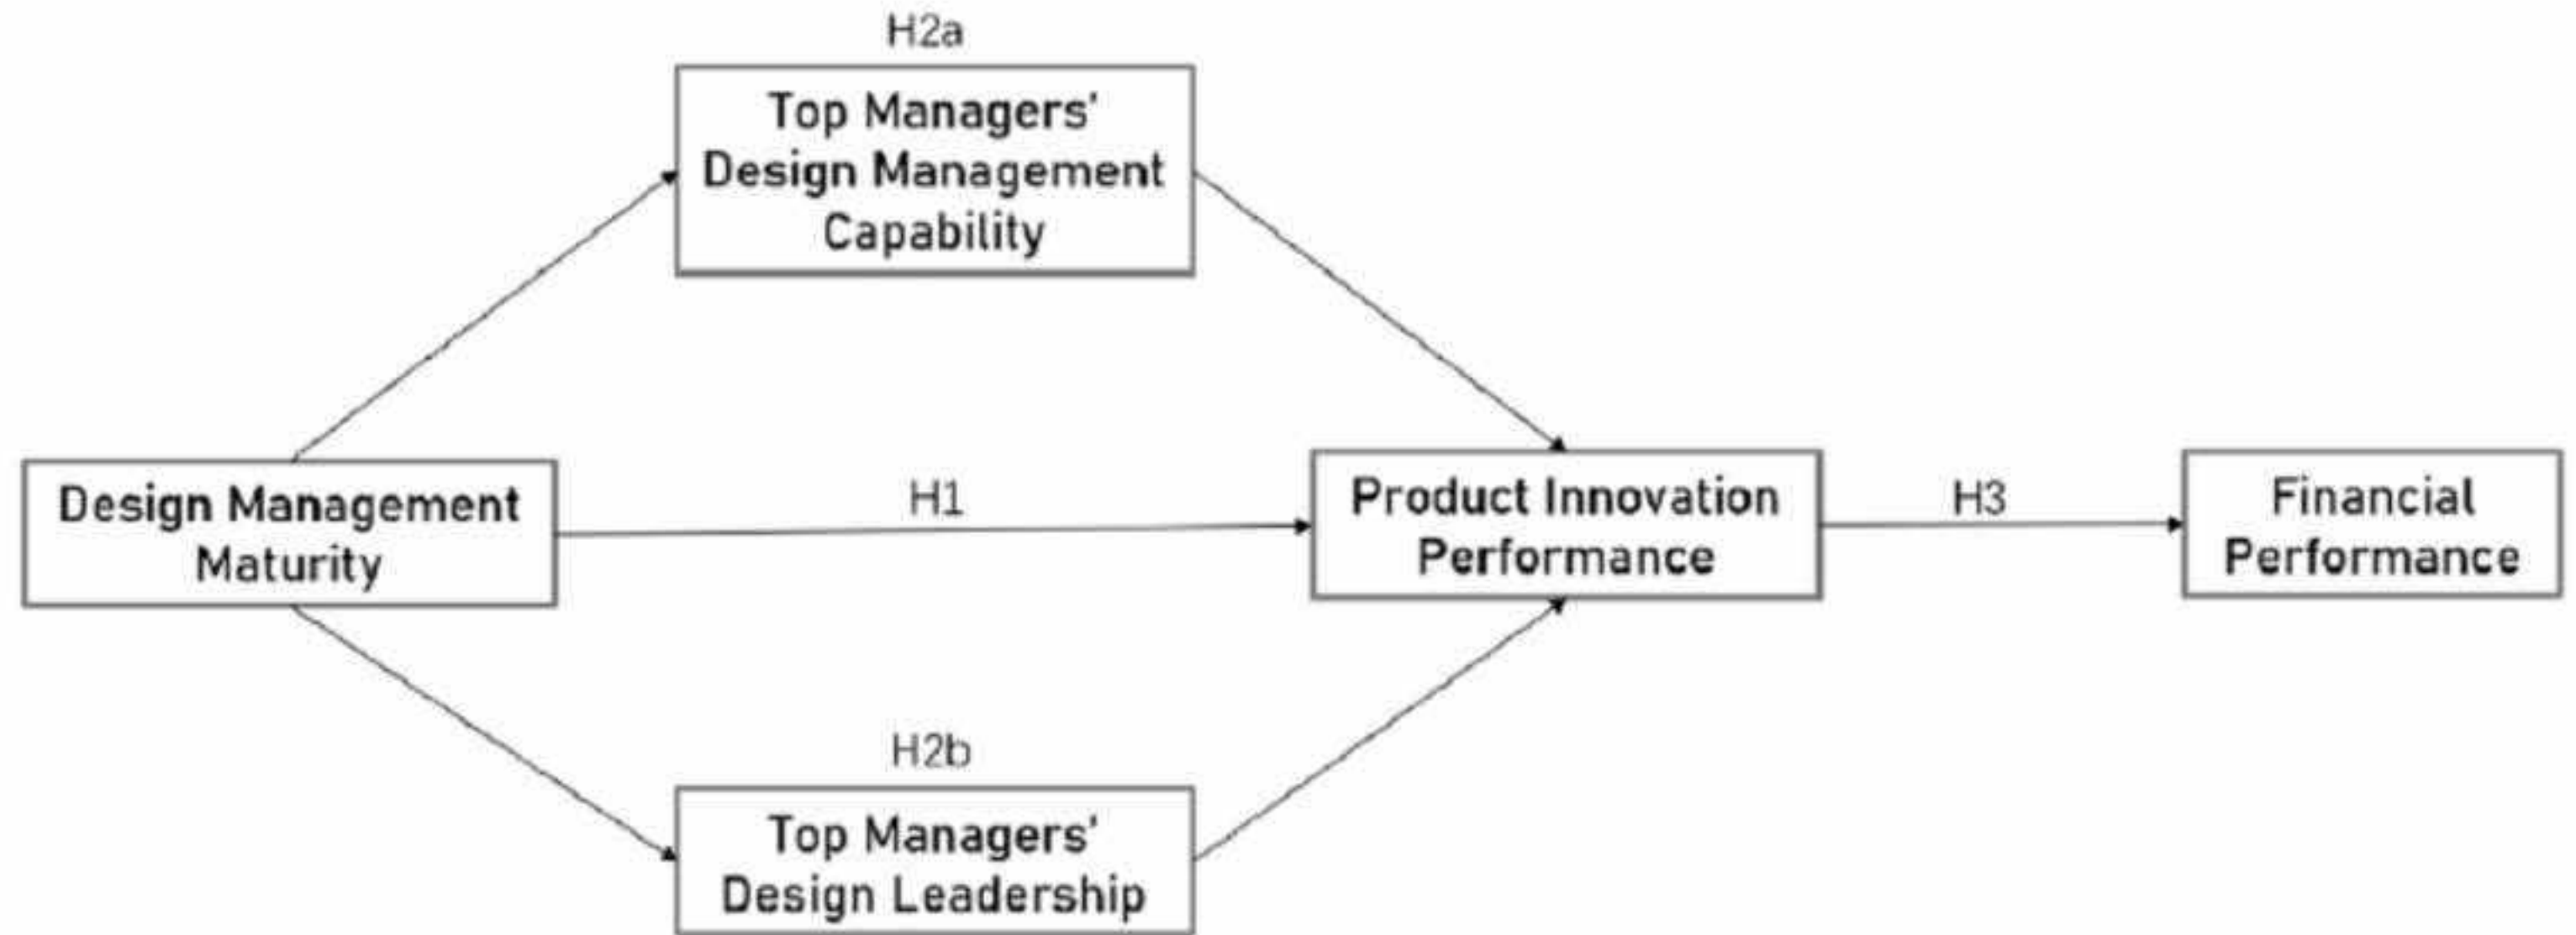 H2a
Top Managers'
Design Management
Capability
Design Management
Maturity
H1
Product Innovation
Performance
H3
Financial
Performance
H2b
Top Managers'
Design Leadership